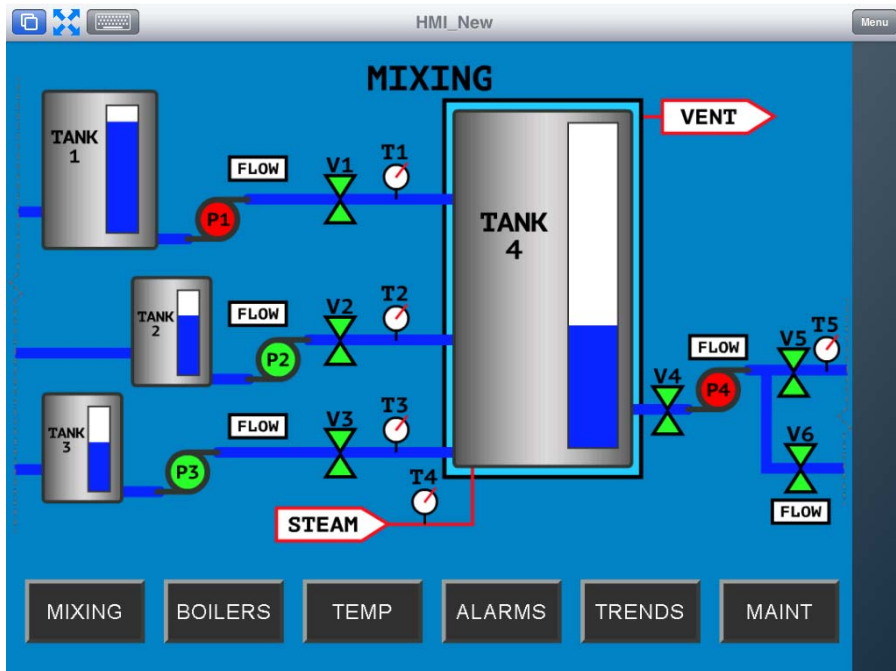 HMI_New
Menu
MIXING
TANK
1
FLOW
V1
T1
P1
VENT
TANK
4
TANK
2
FLOW
V2
T2
P2
TANK
3
FLOW
V3
T3
P3
T4
STEAM
V4
FLOW
P4
V5
T5
V6
FLOW
MIXING
BOILERS
TEMP
ALARMS
TRENDS
MAINT